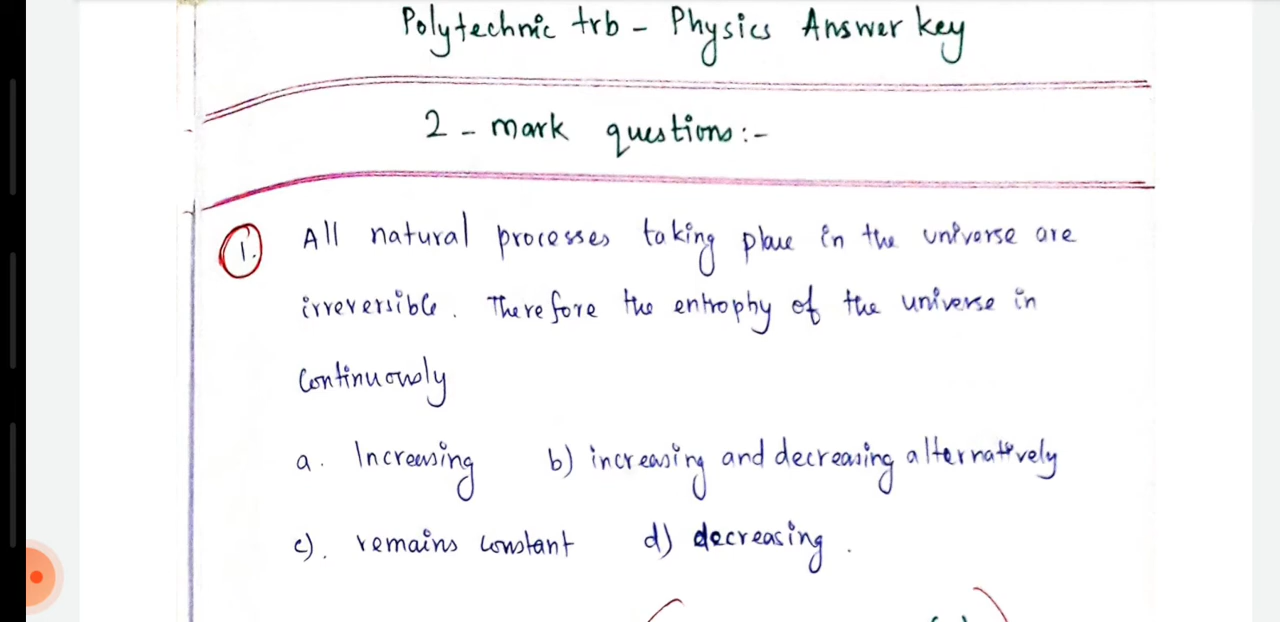 Polytechnic trb - Physics Answer key
2 - mark questions :-
1. All natural processes taking place in the universe are
irreversible. Therefore the entrophy of the universe in
Continuously
a. Increasing b) increasing and decreasing alternatively
c). remains constant d) decreasing.